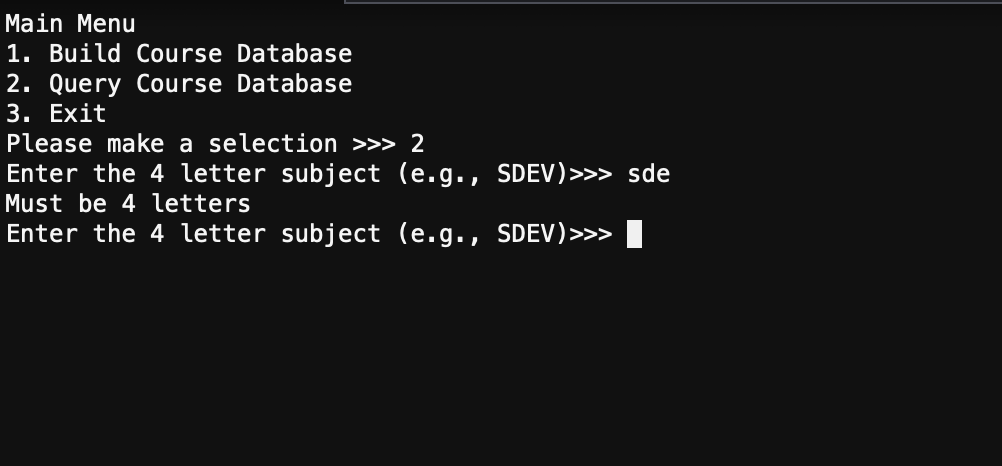 Main Menu
1. Build Course Database
2. Query Course Database
3. Exit
Please make a selection >>> 2
Enter the 4 letter subject (e.g., SDEV)>>> sde
Must be 4 letters
Enter the 4 letter subject (e.g., SDEV)>>>